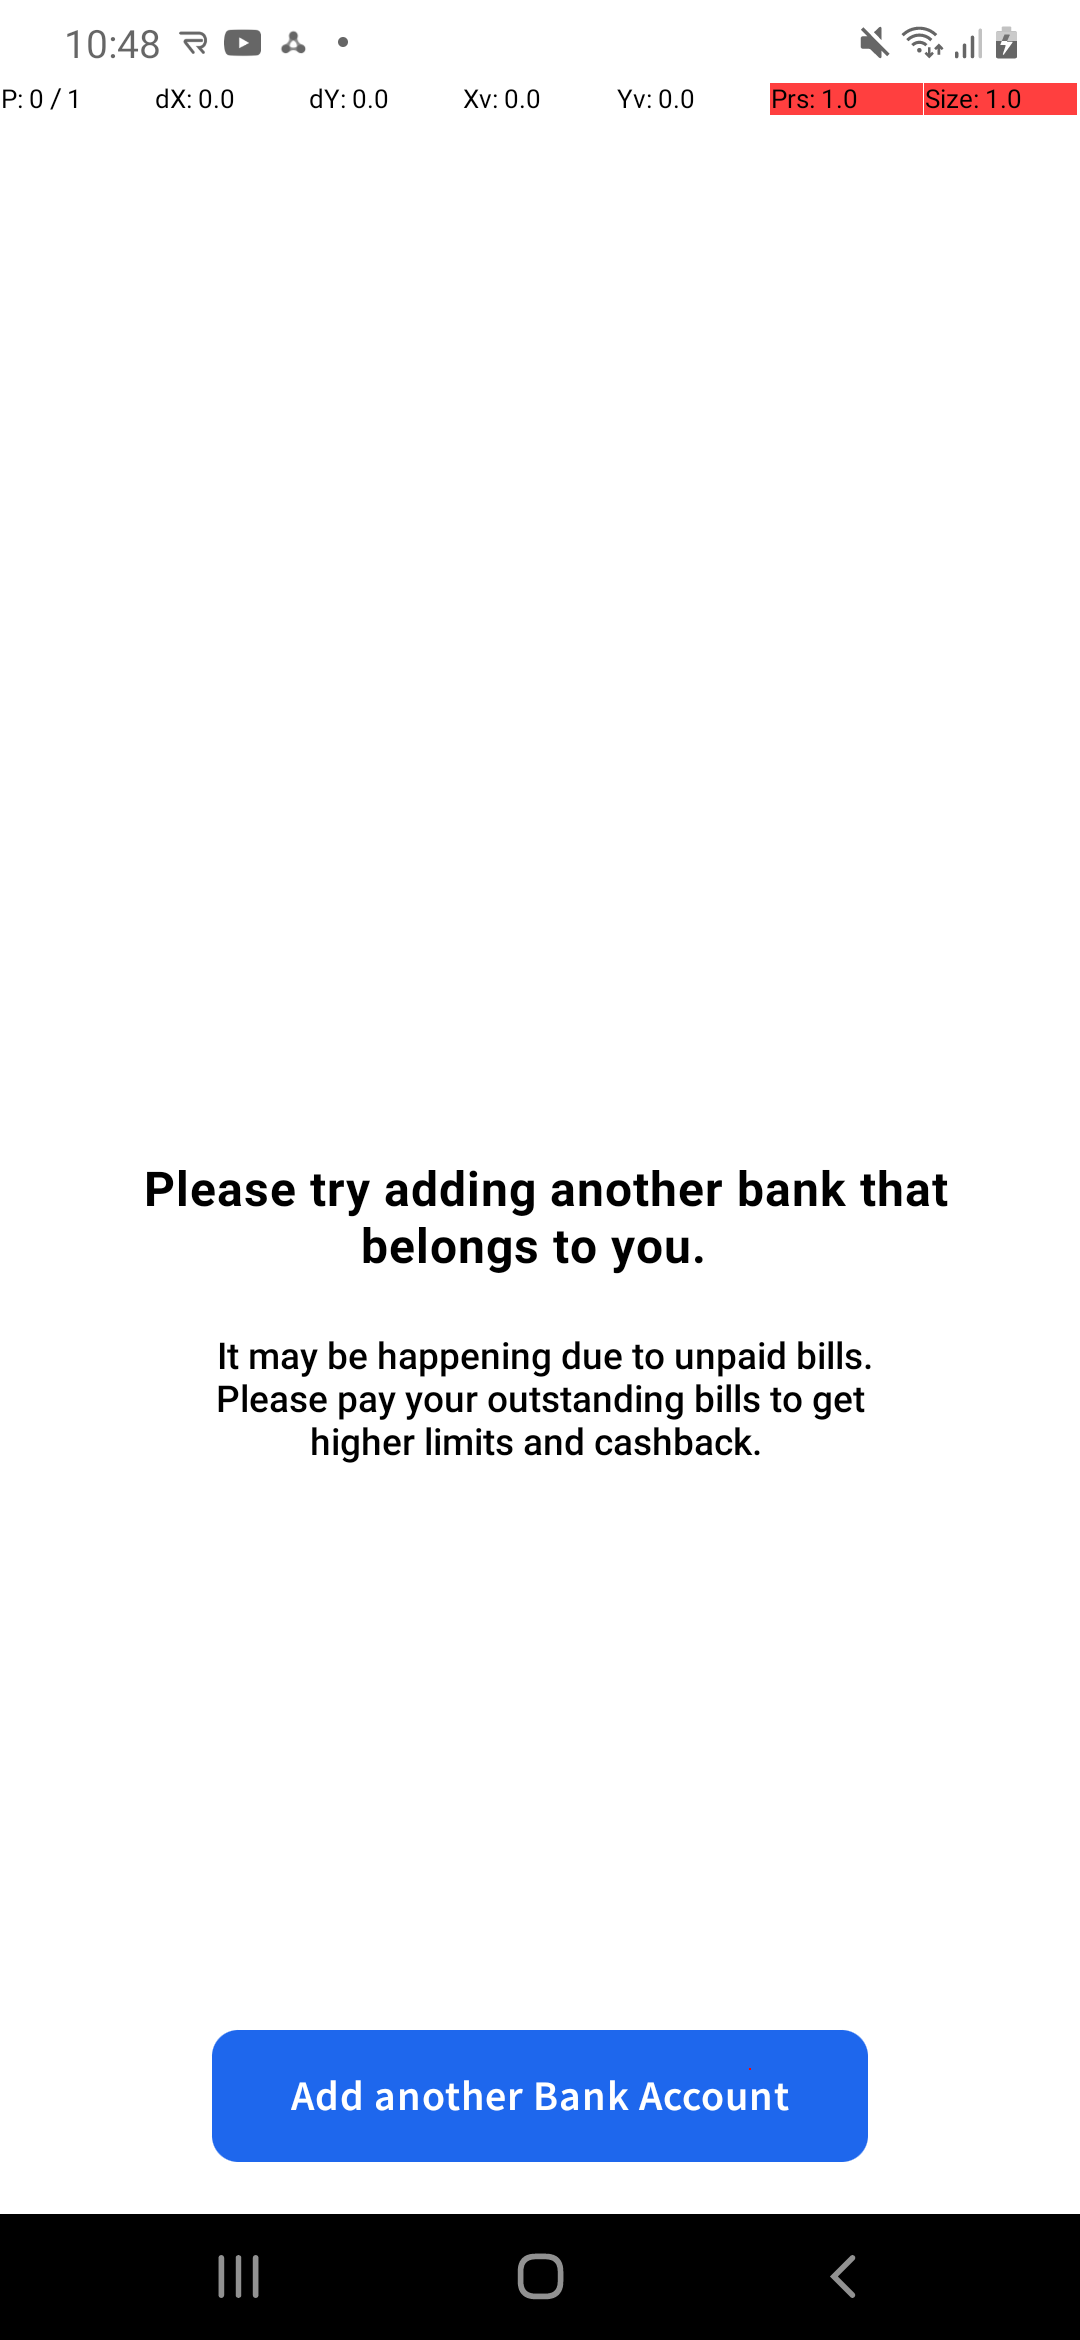 10:48
P: 0 / 1 dX: 0.0 dY: 0.0 Xv: 0.0 Yv: 0.0 Prs: 1.0 Size: 1.0
Please try adding another bank that
belongs to you.
It may be happening due to unpaid bills.
Please pay your outstanding bills to get
higher limits and cashback.
Add another Bank Account